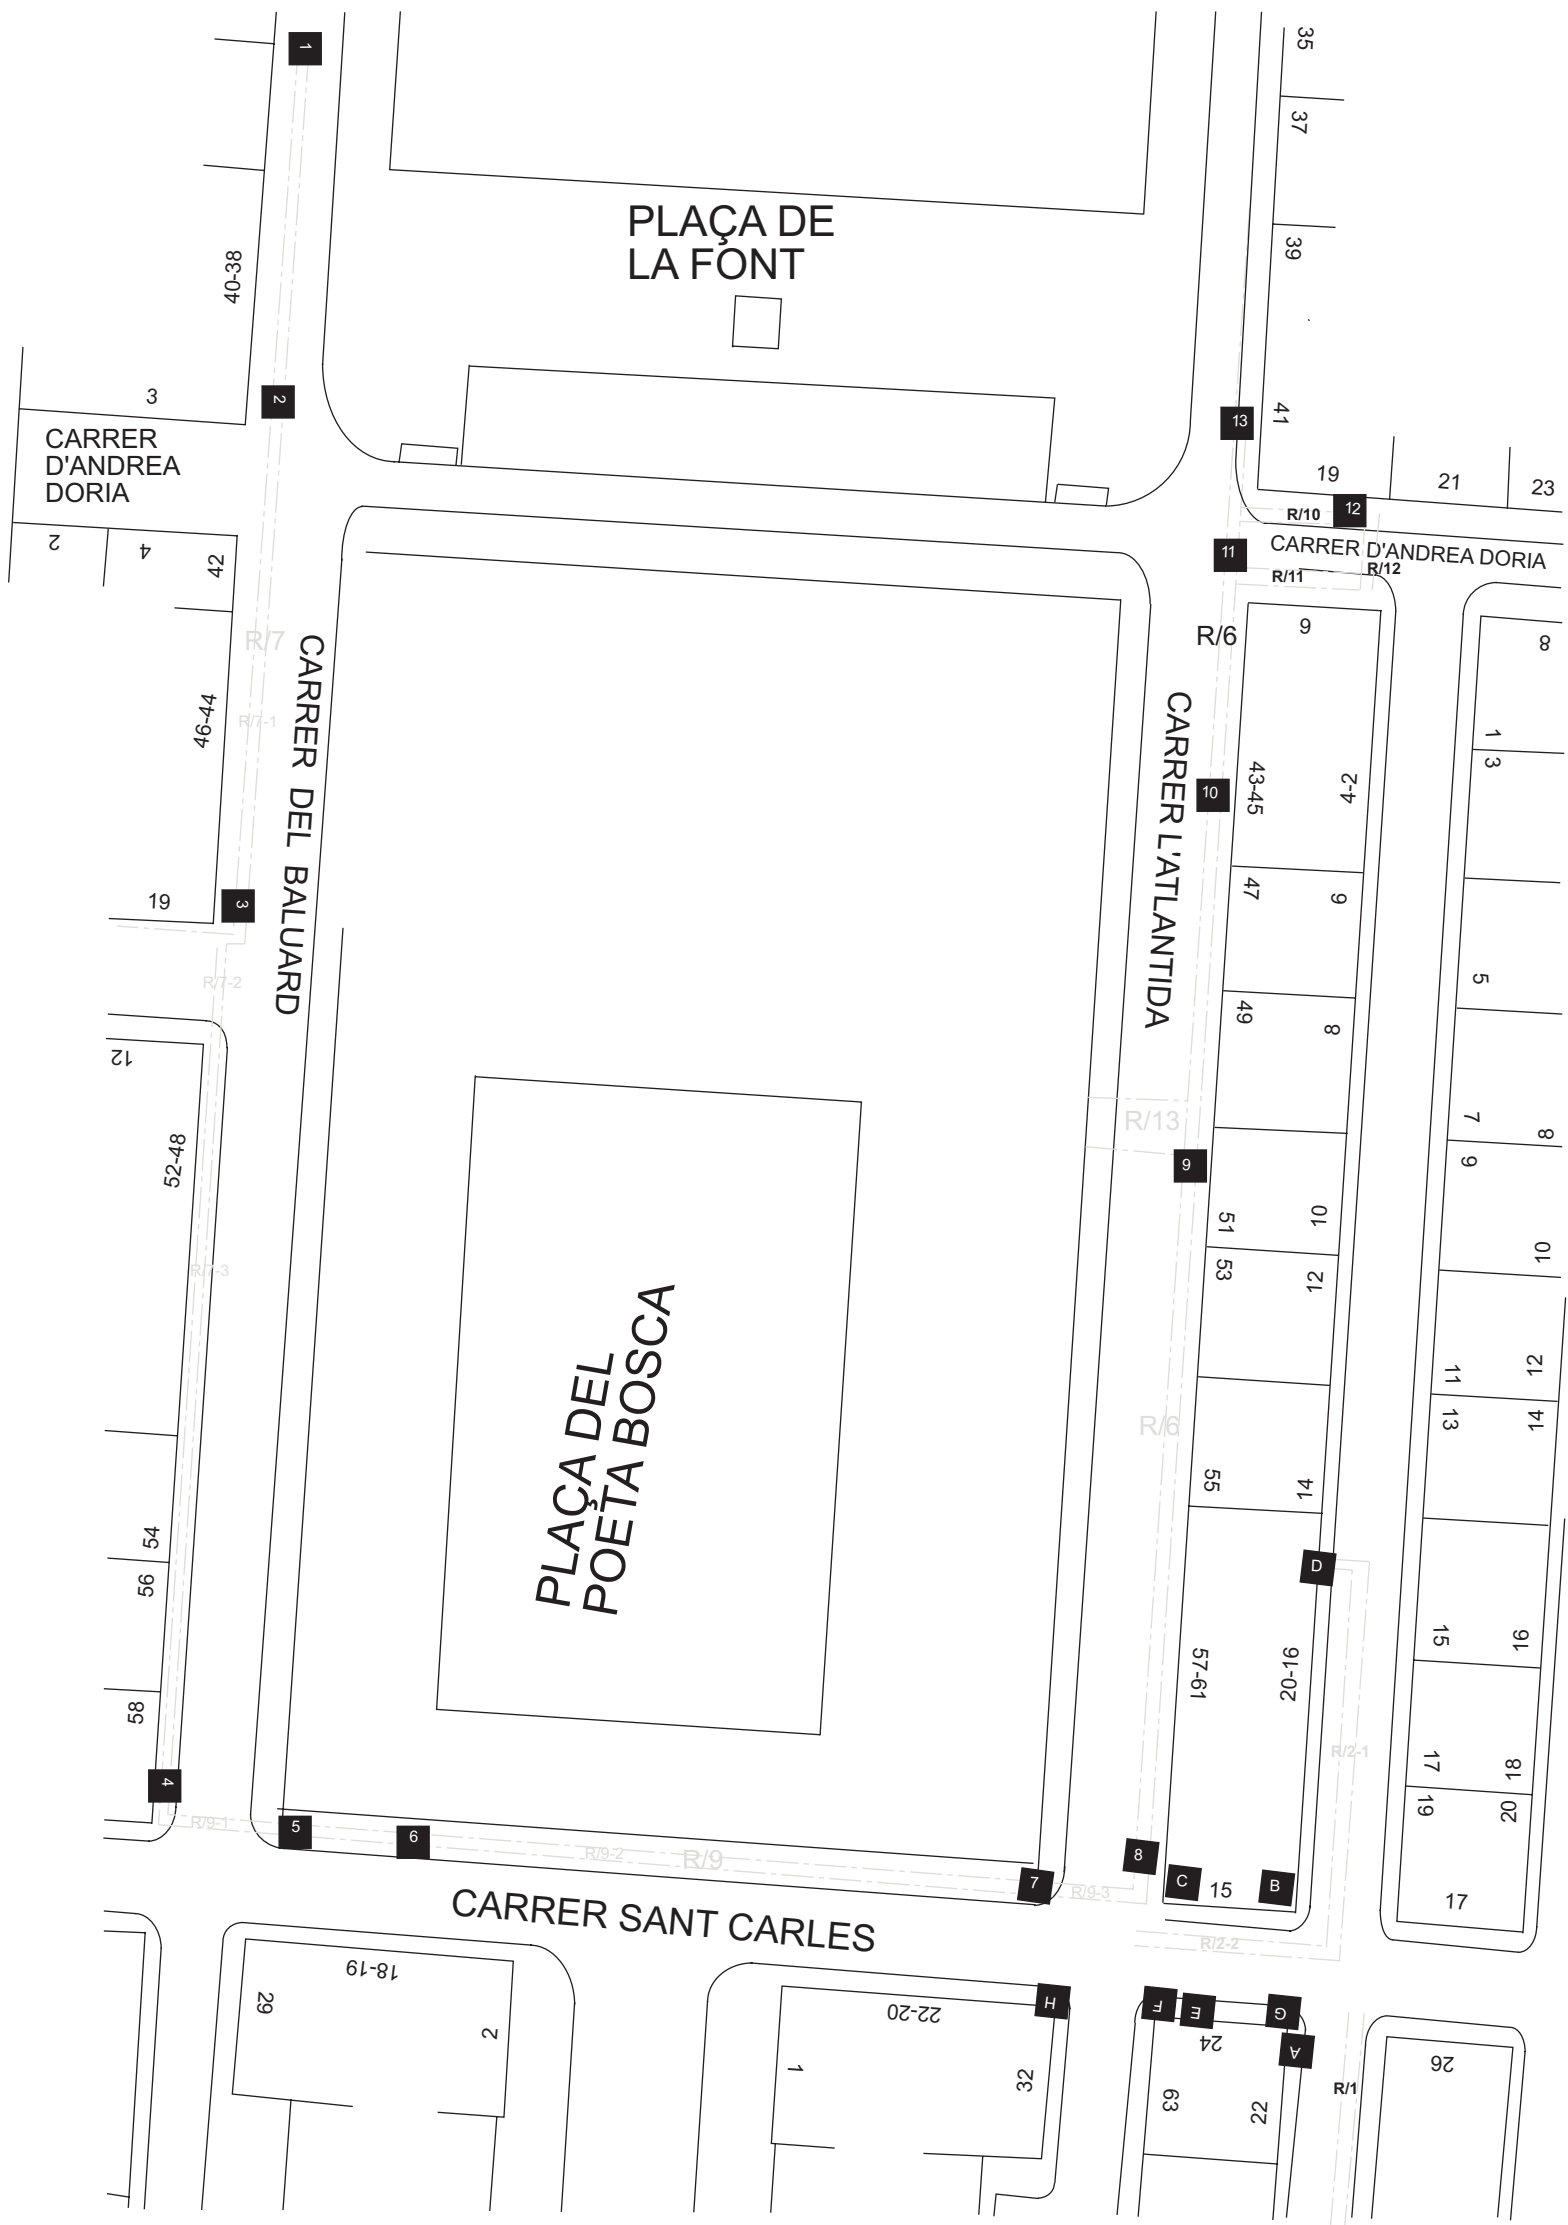 1
35
37
PLAÇA DE
LA FONT
39
40-38
3
2
13
41
CARRER
D'ANDREA
DORIA
19
21
23
12
R/10
11
CARRER D'ANDREA DORIA
R/11
R/12
2
4
42
R/7
R/6
9
8
46-44
R/7-1
CARRER DEL BALUARD
CARRER L'ATLANTIDA
10
43-45
4-2
1
3
19
3
47
6
R/7-2
49
8
5
12
R/13
52-48
9
7
8
9
51
10
R/7-3
53
12
10
PLAÇA DEL
POETA BOSCA
R/6
11
12
13
14
55
14
54
56
D
57-61
20-16
15
16
58
R/2-1
17
18
4
19
20
R/9-1
5
6
R/9-2
R/9
7
R/9-3
8
C
15
B
17
CARRER SANT CARLES
R/2-2
18-19
29
2
22-20
H
1
32
F
E
G
24
A
63
22
R/1
26